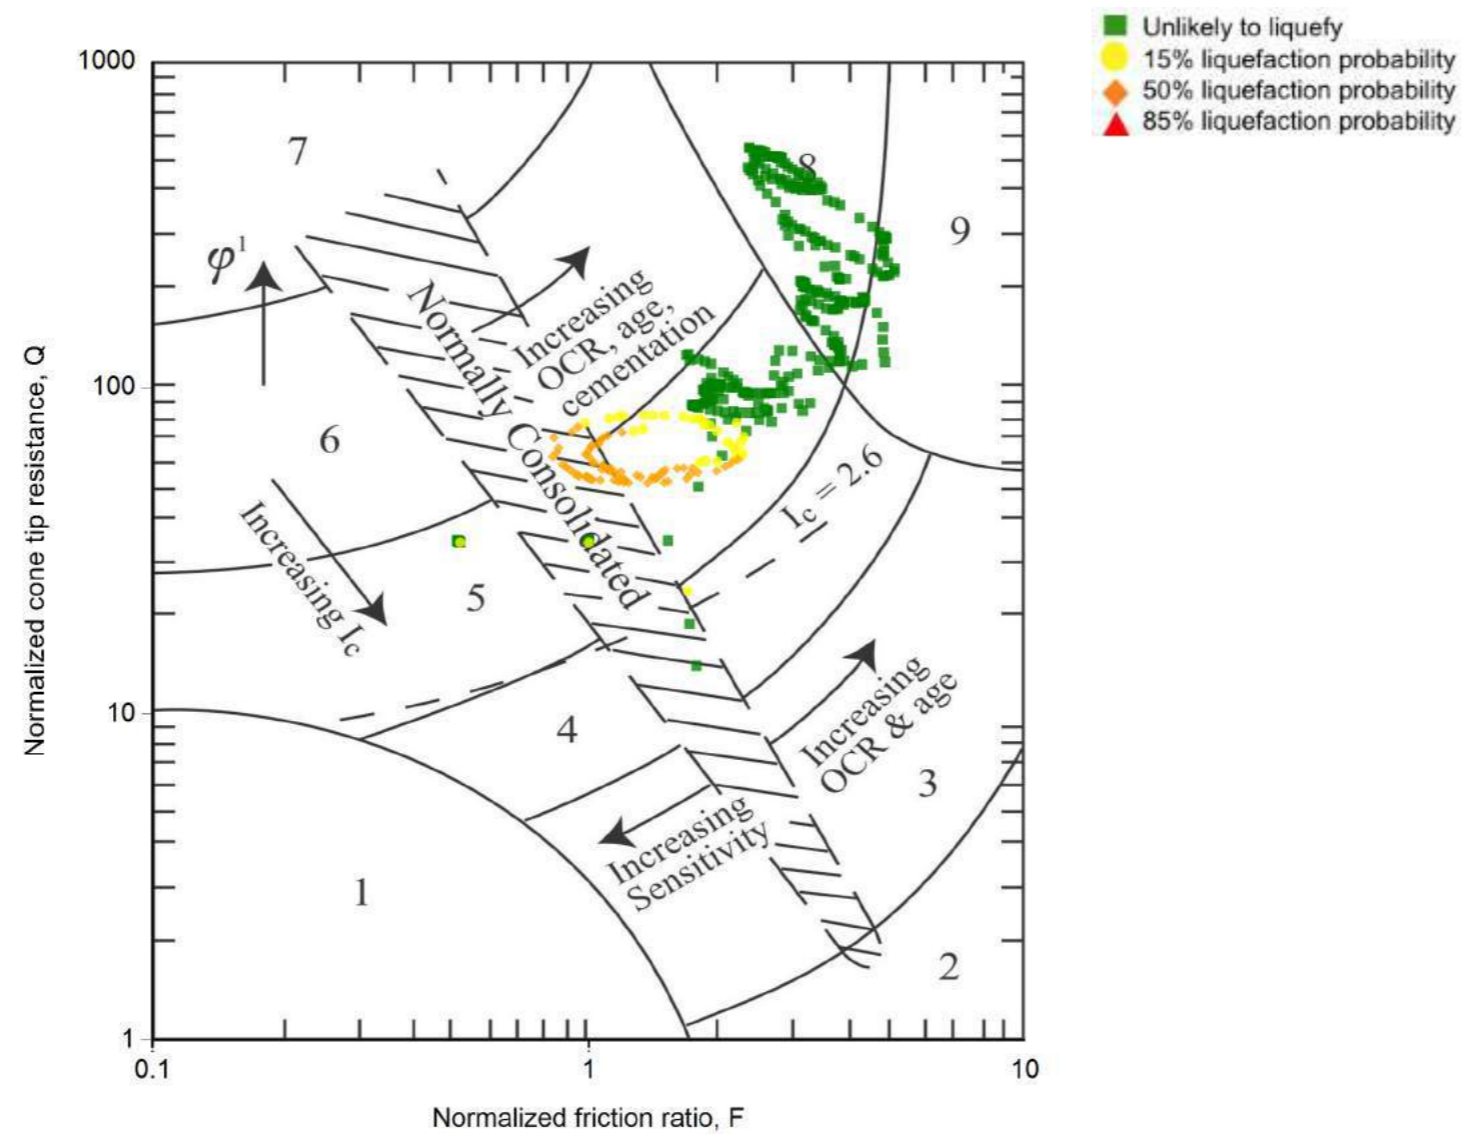 Unlikely to liquefy
15% liquefaction probability
50% liquefaction probability
85% liquefaction probability
1000
100
10
1
0.1
1
10
Normalized cone tip resistance, Q
Normalized friction ratio, F
7
8
9
φ1
Normally Consolidated
Increasing
OCR, age,
cementation
6
Ic = 2.6
Increasing Ic
5
4
Increasing
OCR & age
3
Increasing
Sensitivity
1
2